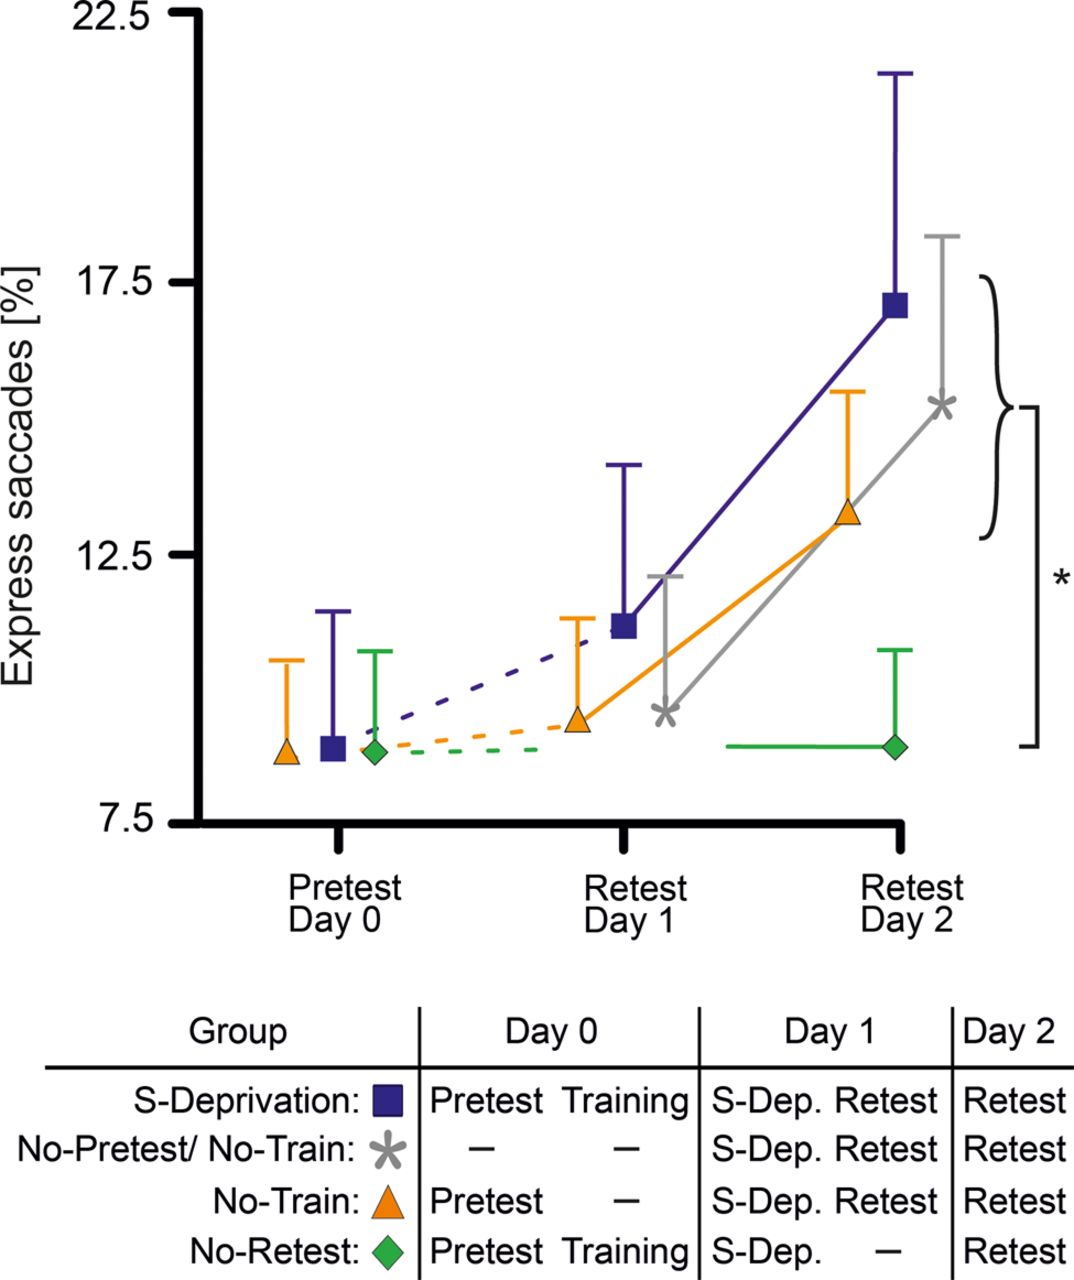 22.5
17.5
12.5
7.5
Express saccades [%]
*
Pretest
Day 0
Retest
Day 1
Retest
Day 2
Group Day 0 Day 1 Day 2
S-Deprivation: Pretest Training S-Dep. Retest Retest
No-Pretest/ No-Train: – – S-Dep. Retest Retest
No-Train: Pretest – S-Dep. Retest Retest
No-Retest: Pretest Training S-Dep. – Retest